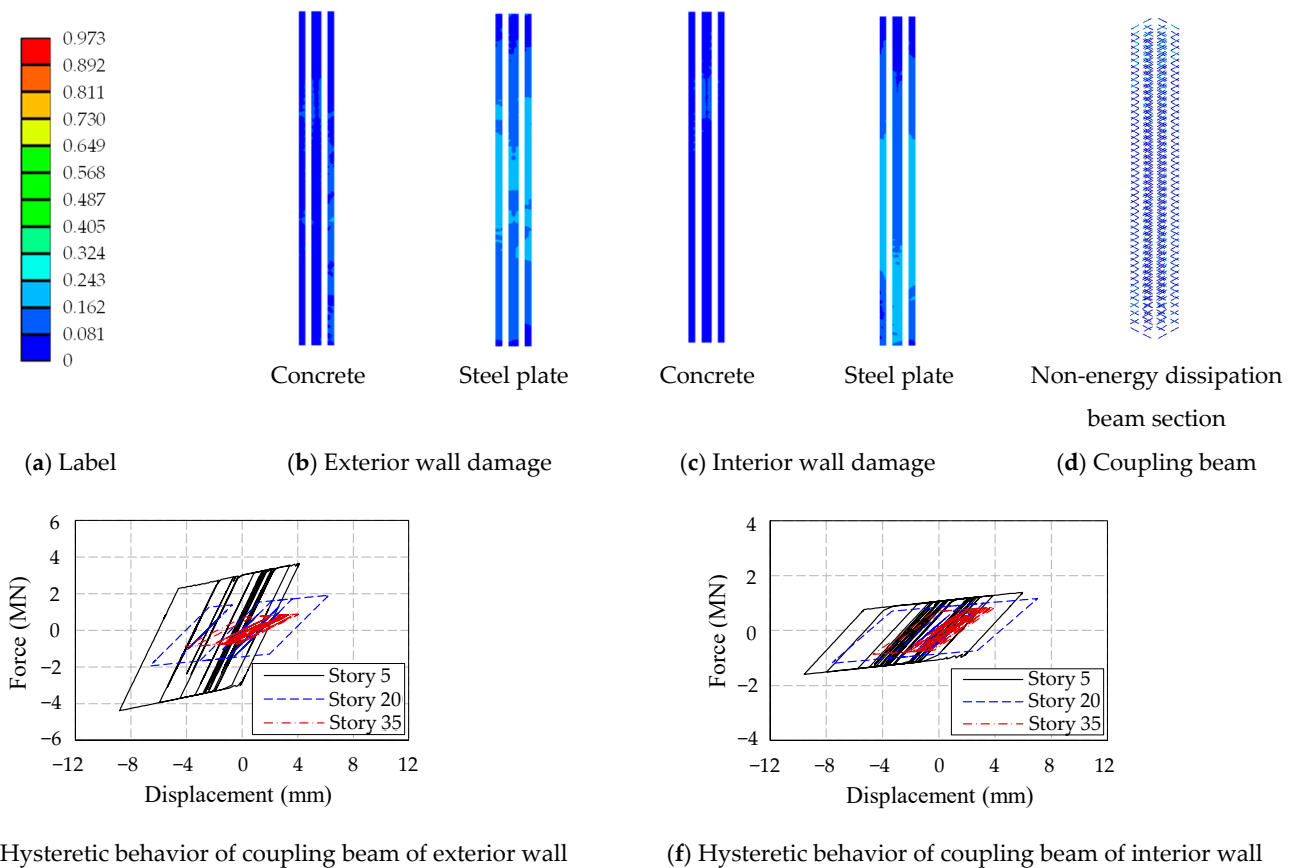 0.973
0.892
0.811
0.730
0.649
0.568
0.487
0.405
0.324
0.243
0.162
0.081
0
Concrete
Steel plate
Concrete
Steel plate
Non-energy dissipation
beam section
(a) Label
(b) Exterior wall damage
(c) Interior wall damage
(d) Coupling beam
6
4
2
0
−2
−4
−6
Force (MN)
Story 5
Story 20
Story 35
−12 −8 −4 0 4 8 12
Displacement (mm)
4
2
0
−2
−4
Force (MN)
Story 5
Story 20
Story 35
−12 −8 −4 0 4 8 12
Displacement (mm)
Hysteretic behavior of coupling beam of exterior wall
(f) Hysteretic behavior of coupling beam of interior wall